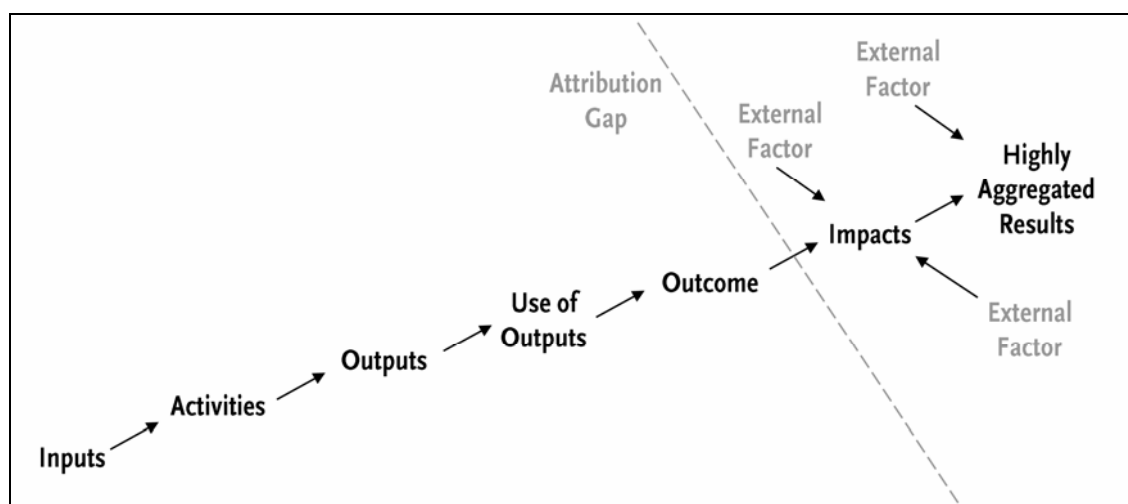 Attribution
Gap
External
Factor
External
Factor
Highly
Aggregated
Results
Impacts
External
Factor
Outcome
Use of
Outputs
Outputs
Activities
Inputs